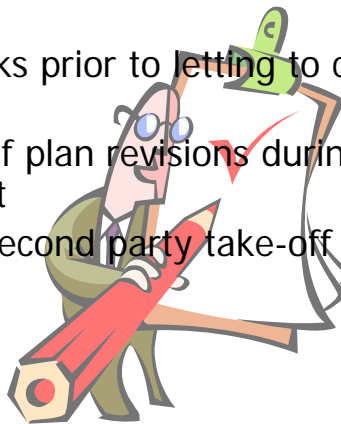 ks prior to letting to c
f plan revisions durin
t
econd party take-off